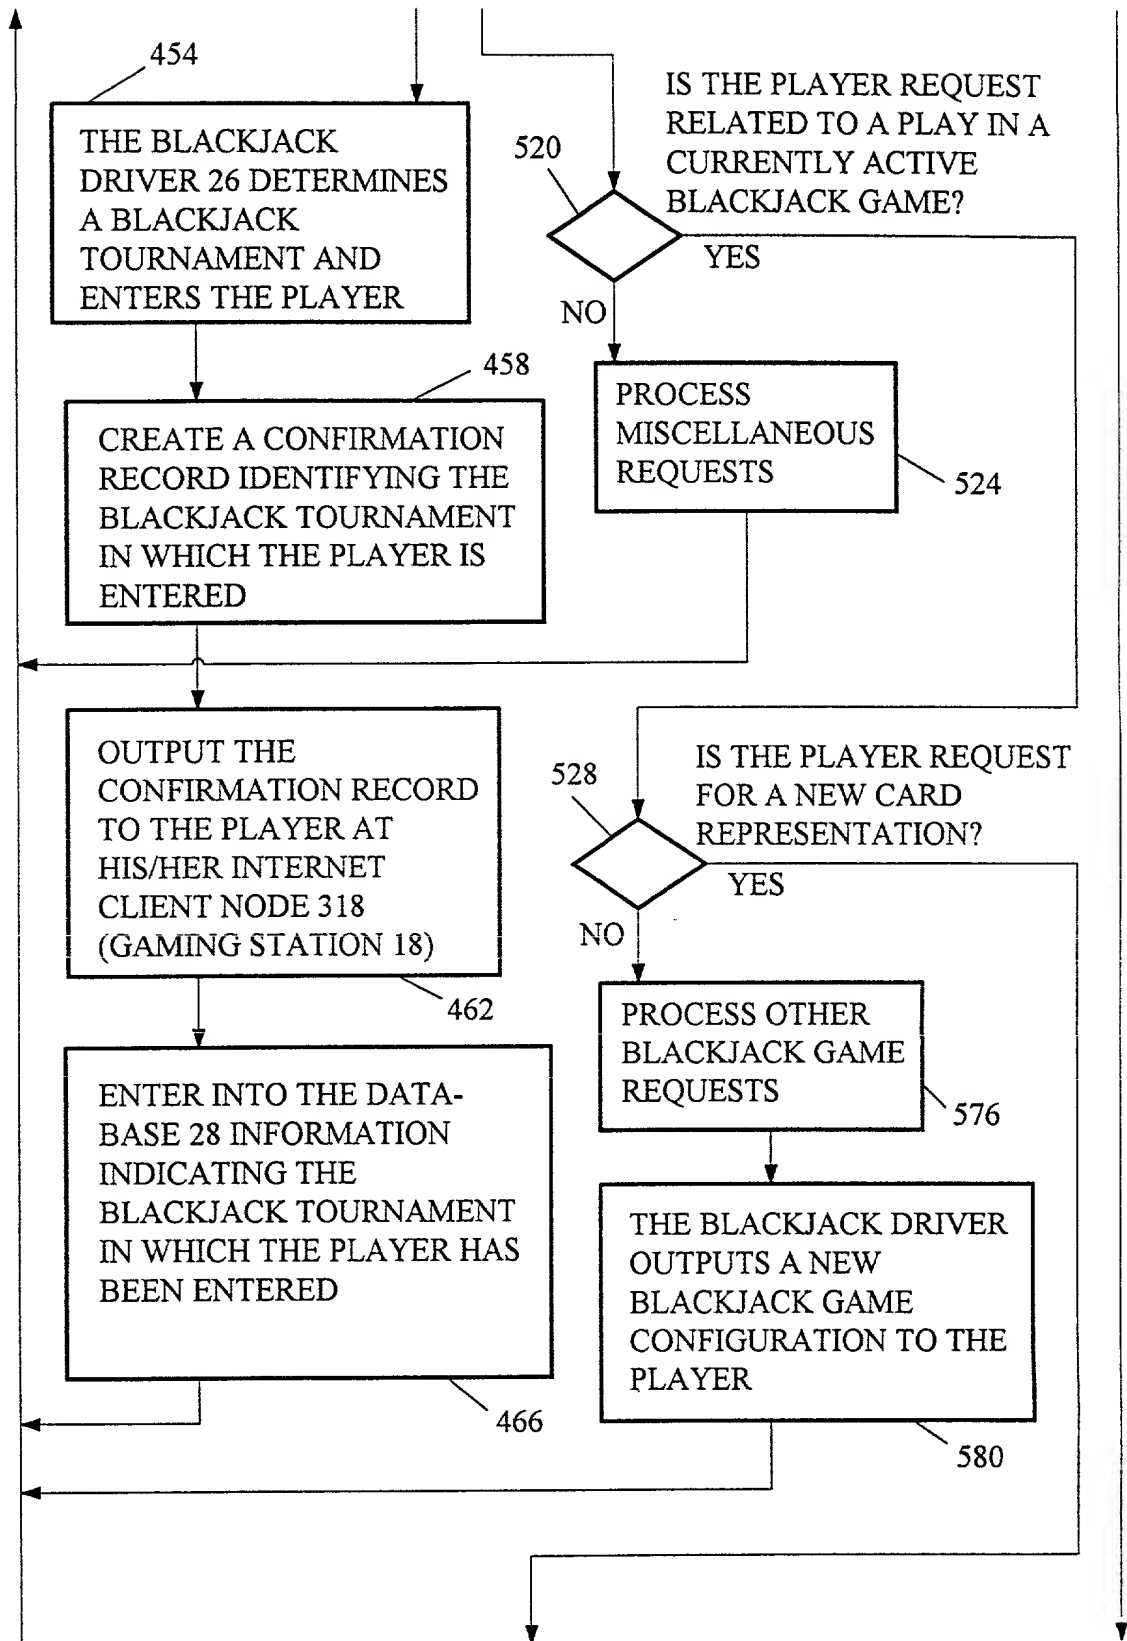 454
THE BLACKJACK
DRIVER 26 DETERMINES
A BLACKJACK
TOURNAMENT AND
ENTERS THE PLAYER
458
CREATE A CONFIRMATION
RECORD IDENTIFYING THE
BLACKJACK TOURNAMENT
IN WHICH THE PLAYER IS
ENTERED
OUTPUT THE
CONFIRMATION RECORD
TO THE PLAYER AT
HIS/HER INTERNET
CLIENT NODE 318
(GAMING STATION 18)
462
ENTER INTO THE DATA-
BASE 28 INFORMATION
INDICATING THE
BLACKJACK TOURNAMENT
IN WHICH THE PLAYER HAS
BEEN ENTERED
466
IS THE PLAYER REQUEST
RELATED TO A PLAY IN A
CURRENTLY ACTIVE
BLACKJACK GAME?
520
YES
NO
PROCESS
MISCELLANEOUS
REQUESTS
524
IS THE PLAYER REQUEST
FOR A NEW CARD
REPRESENTATION?
528
YES
NO
PROCESS OTHER
BLACKJACK GAME
REQUESTS
576
THE BLACKJACK DRIVER
OUTPUTS A NEW
BLACKJACK GAME
CONFIGURATION TO THE
PLAYER
580